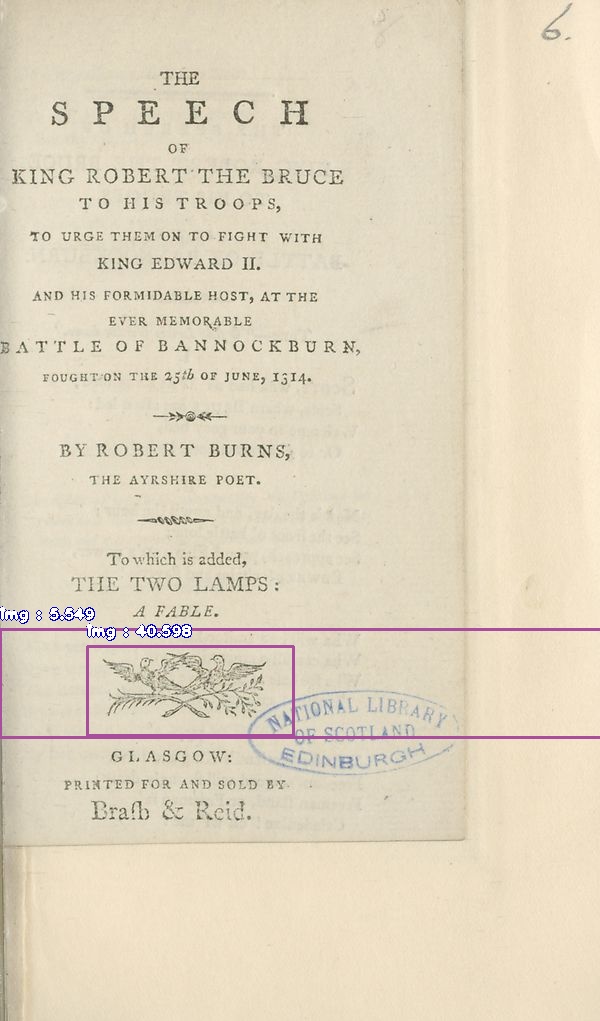 6.
THE
SPEECH
OF
KING ROBERT THE BRUCE
TO HIS TROOPS,
TO URGE THEM ON TO FIGHT WITH
KING EDWARD II.
AND HIS FORMIDABLE HOST, AT THE
EVER MEMORABLE
BATTLE OF BANNOCKBURN,
FOUGHT ON THE 25th OF JUNE, 1314.
BY ROBERT BURNS,
THE AYRSHIRE POET.
To which is added,
THE TWO LAMPS:
A FABLE.
img : 5.549
img : 40.598
NATIONAL LIBRARY
OF SCOTLAND
EDINBURGH
GLASGOW:
PRINTED FOR AND SOLD BY
Braſh & Reid.